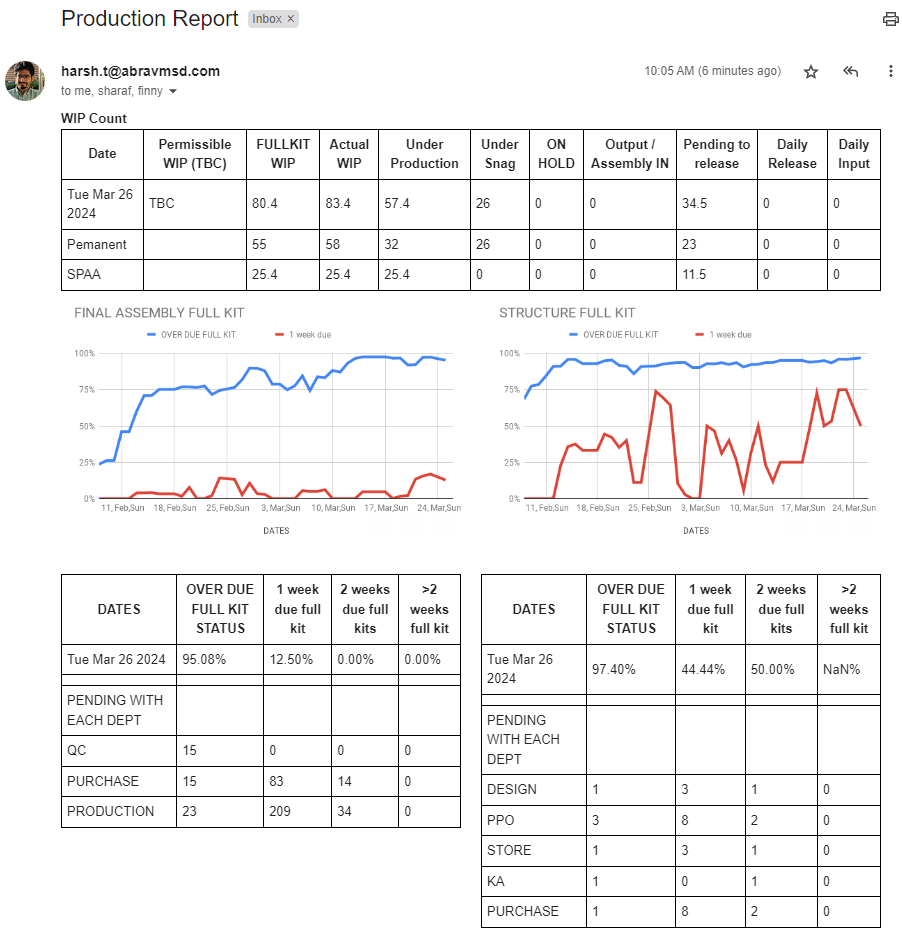 Production Report Inbox ×
harsh.t@abravmsd.com 10:05 AM (6 minutes ago)
to me, sharaf, finny
WIP Count
Date Permissible WIP (TBC) FULLKIT WIP Actual WIP Under Production Under Snag ON HOLD Output / Assembly IN Pending to release Daily Release Daily Input
Tue Mar 26 2024 TBC 80.4 83.4 57.4 26 0 0 34.5 0 0
Pemanent 55 58 32 26 0 0 23 0 0
SPAA 25.4 25.4 25.4 0 0 0 11.5 0 0
FINAL ASSEMBLY FULL KIT
OVER DUE FULL KIT 1 week due
100%
75%
50%
25%
0%
11, Feb,Sun 18, Feb,Sun 25, Feb,Sun 3, Mar,Sun 10, Mar,Sun 17, Mar,Sun 24, Mar,Sun
DATES
STRUCTURE FULL KIT
OVER DUE FULL KIT 1 week due
100%
75%
50%
25%
0%
11, Feb,Sun 18, Feb,Sun 25, Feb,Sun 3, Mar,Sun 10, Mar,Sun 17, Mar,Sun 24, Mar,Sun
DATES
DATES OVER DUE FULL KIT STATUS 1 week due full kit 2 weeks due full kits >2 weeks full kit
Tue Mar 26 2024 95.08% 12.50% 0.00% 0.00%
PENDING WITH EACH DEPT
QC 15 0 0 0
PURCHASE 15 83 14 0
PRODUCTION 23 209 34 0
DATES OVER DUE FULL KIT STATUS 1 week due full kit 2 weeks due full kits >2 weeks full kit
Tue Mar 26 2024 97.40% 44.44% 50.00% NaN%
PENDING WITH EACH DEPT
DESIGN 1 3 1 0
PPO 3 8 2 0
STORE 1 3 1 0
KA 1 0 1 0
PURCHASE 1 8 2 0